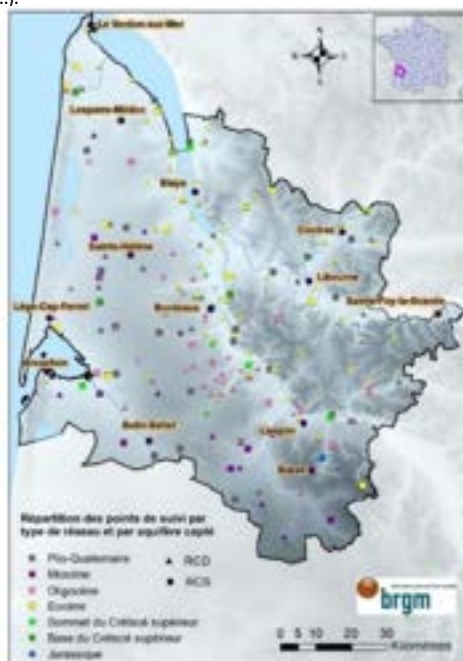 ..).
Le Verdon-sur-Mer
Lesparre-Médoc
Blaye
Coutras
Sainte-Hélène
Libourne
Sainte-Foy-la-Grande
Lège-Cap-Ferret
Bordeaux
Arcachon
Belin-Beliet
Langon
Bazas
Répartition des points de suivi par
type de réseau et par aquifère capté
Plio-Quaternaire
RCD
Miocène
RCS
Oligocène
Eocène
Sommet du Crétacé supérieur
Base du Crétacé supérieur
Jurassique
brgm
0 5 10 20 30
Kilomètres